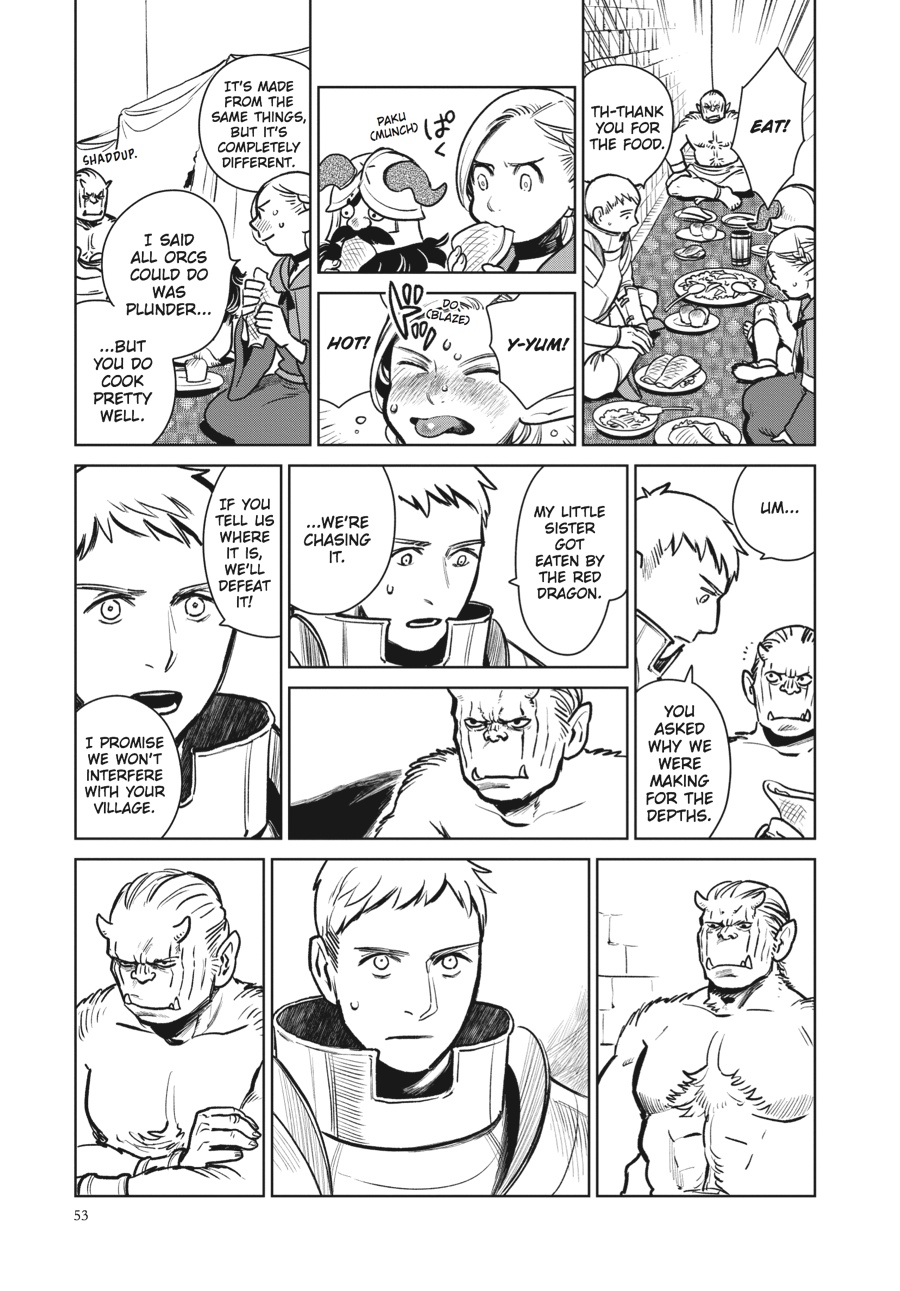 EAT!
TH-THANK
YOU FOR
THE FOOD.
PAKU
(MUNCH)
ぱく
Y-YUM!
DO
(BLAZE)
HOT!
IT'S MADE
FROM THE
SAME THINGS,
BUT IT'S
COMPLETELY
DIFFERENT.
SHADDUP.
I SAID
ALL ORCS
COULD DO
WAS
PLUNDER...
...BUT
YOU DO
COOK
PRETTY
WELL.
UM...
YOU
ASKED
WHY WE
WERE
MAKING
FOR THE
DEPTHS.
MY LITTLE
SISTER
GOT
EATEN BY
THE RED
DRAGON.
...WE'RE
CHASING
IT.
IF YOU
TELL US
WHERE
IT IS,
WE'LL
DEFEAT
IT!
I PROMISE
WE WON'T
INTERFERE
WITH YOUR
VILLAGE.
53